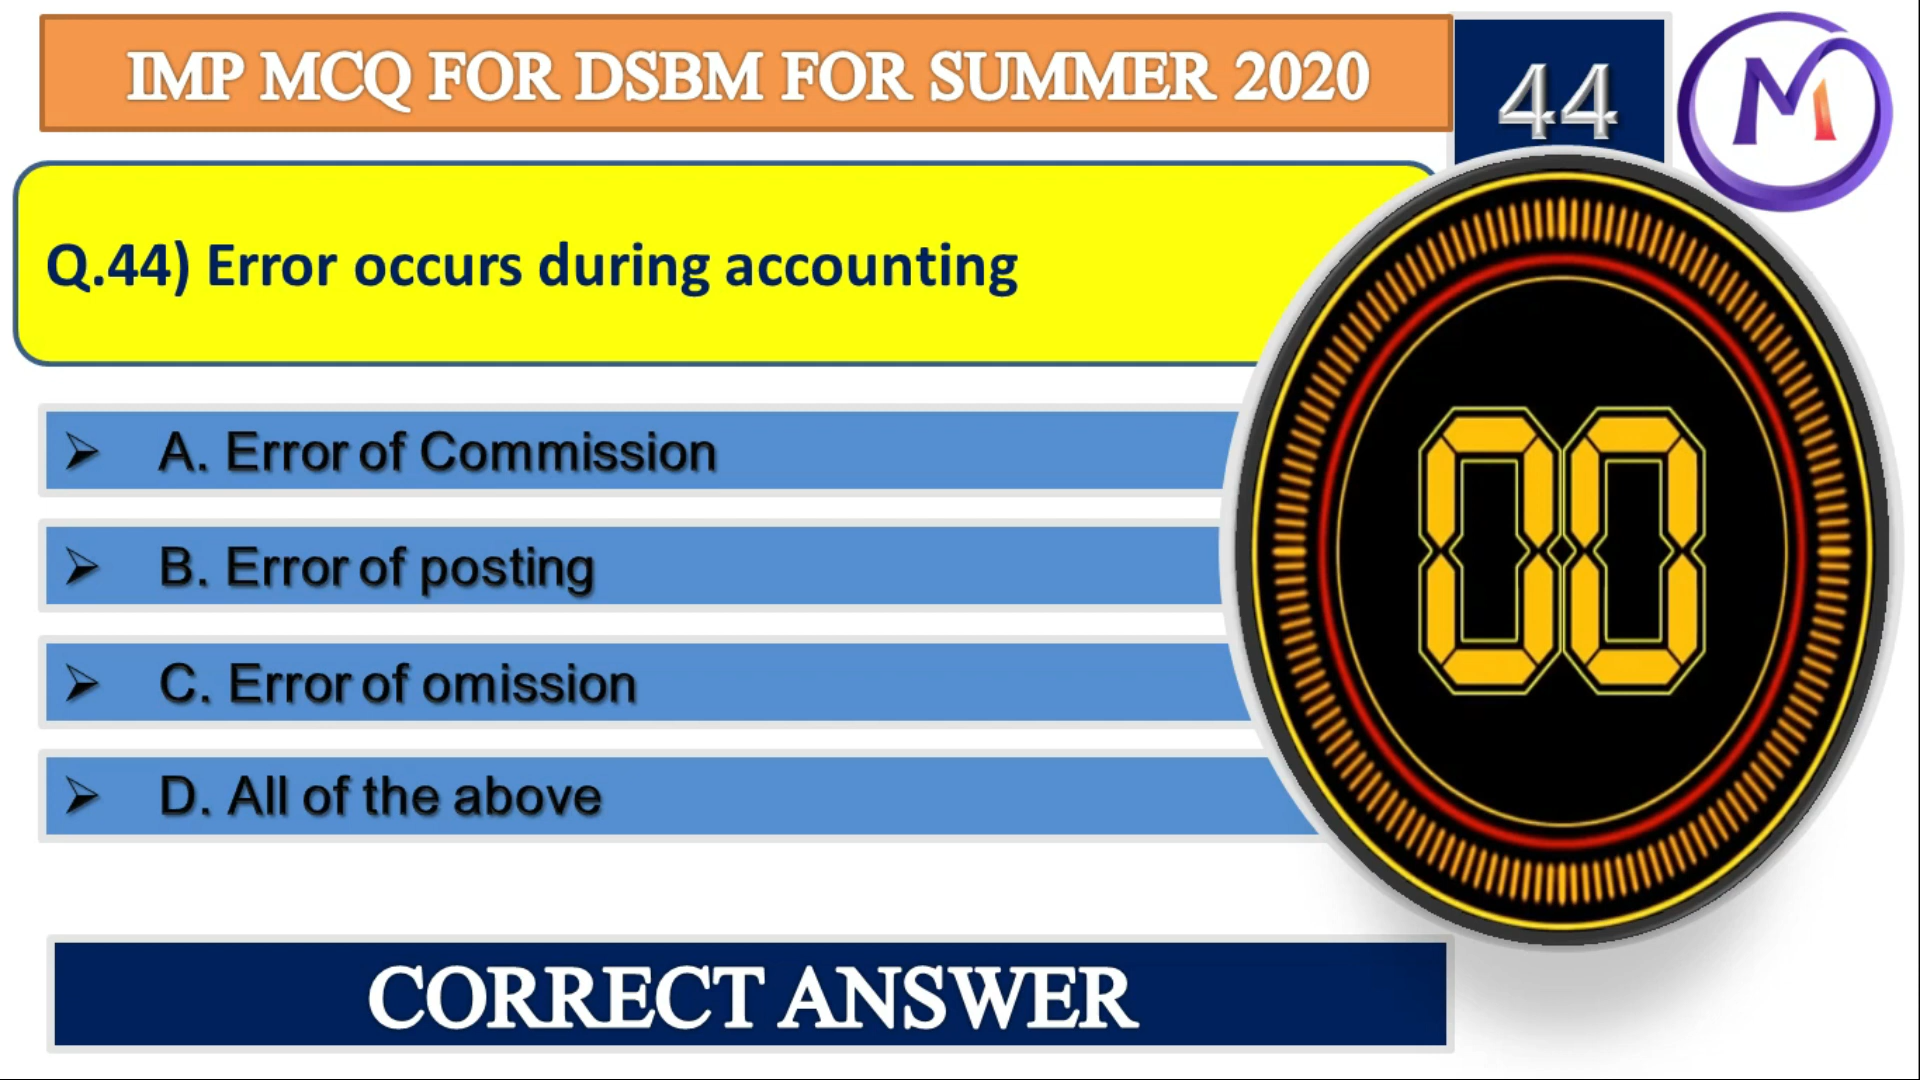 IMP MCQ FOR DSBM FOR SUMMER 2020
44
M
Q.44) Error occurs during accounting
A. Error of Commission
B. Error of posting
C. Error of omission
D. All of the above
00
CORRECT ANSWER